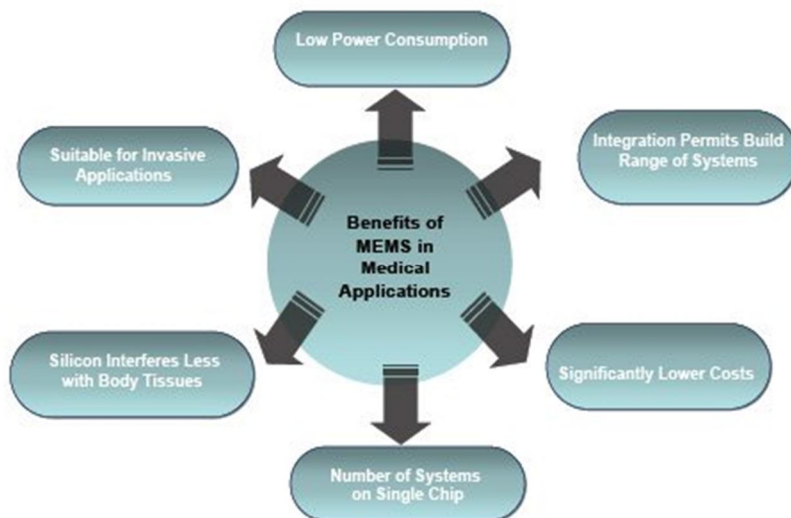 Low Power Consumption
Suitable for Invasive
Applications
Integration Permits Build
Range of Systems
Benefits of
MEMS in
Medical
Applications
Silicon Interferes Less
with Body Tissues
Significantly Lower Costs
Number of Systems
on Single Chip